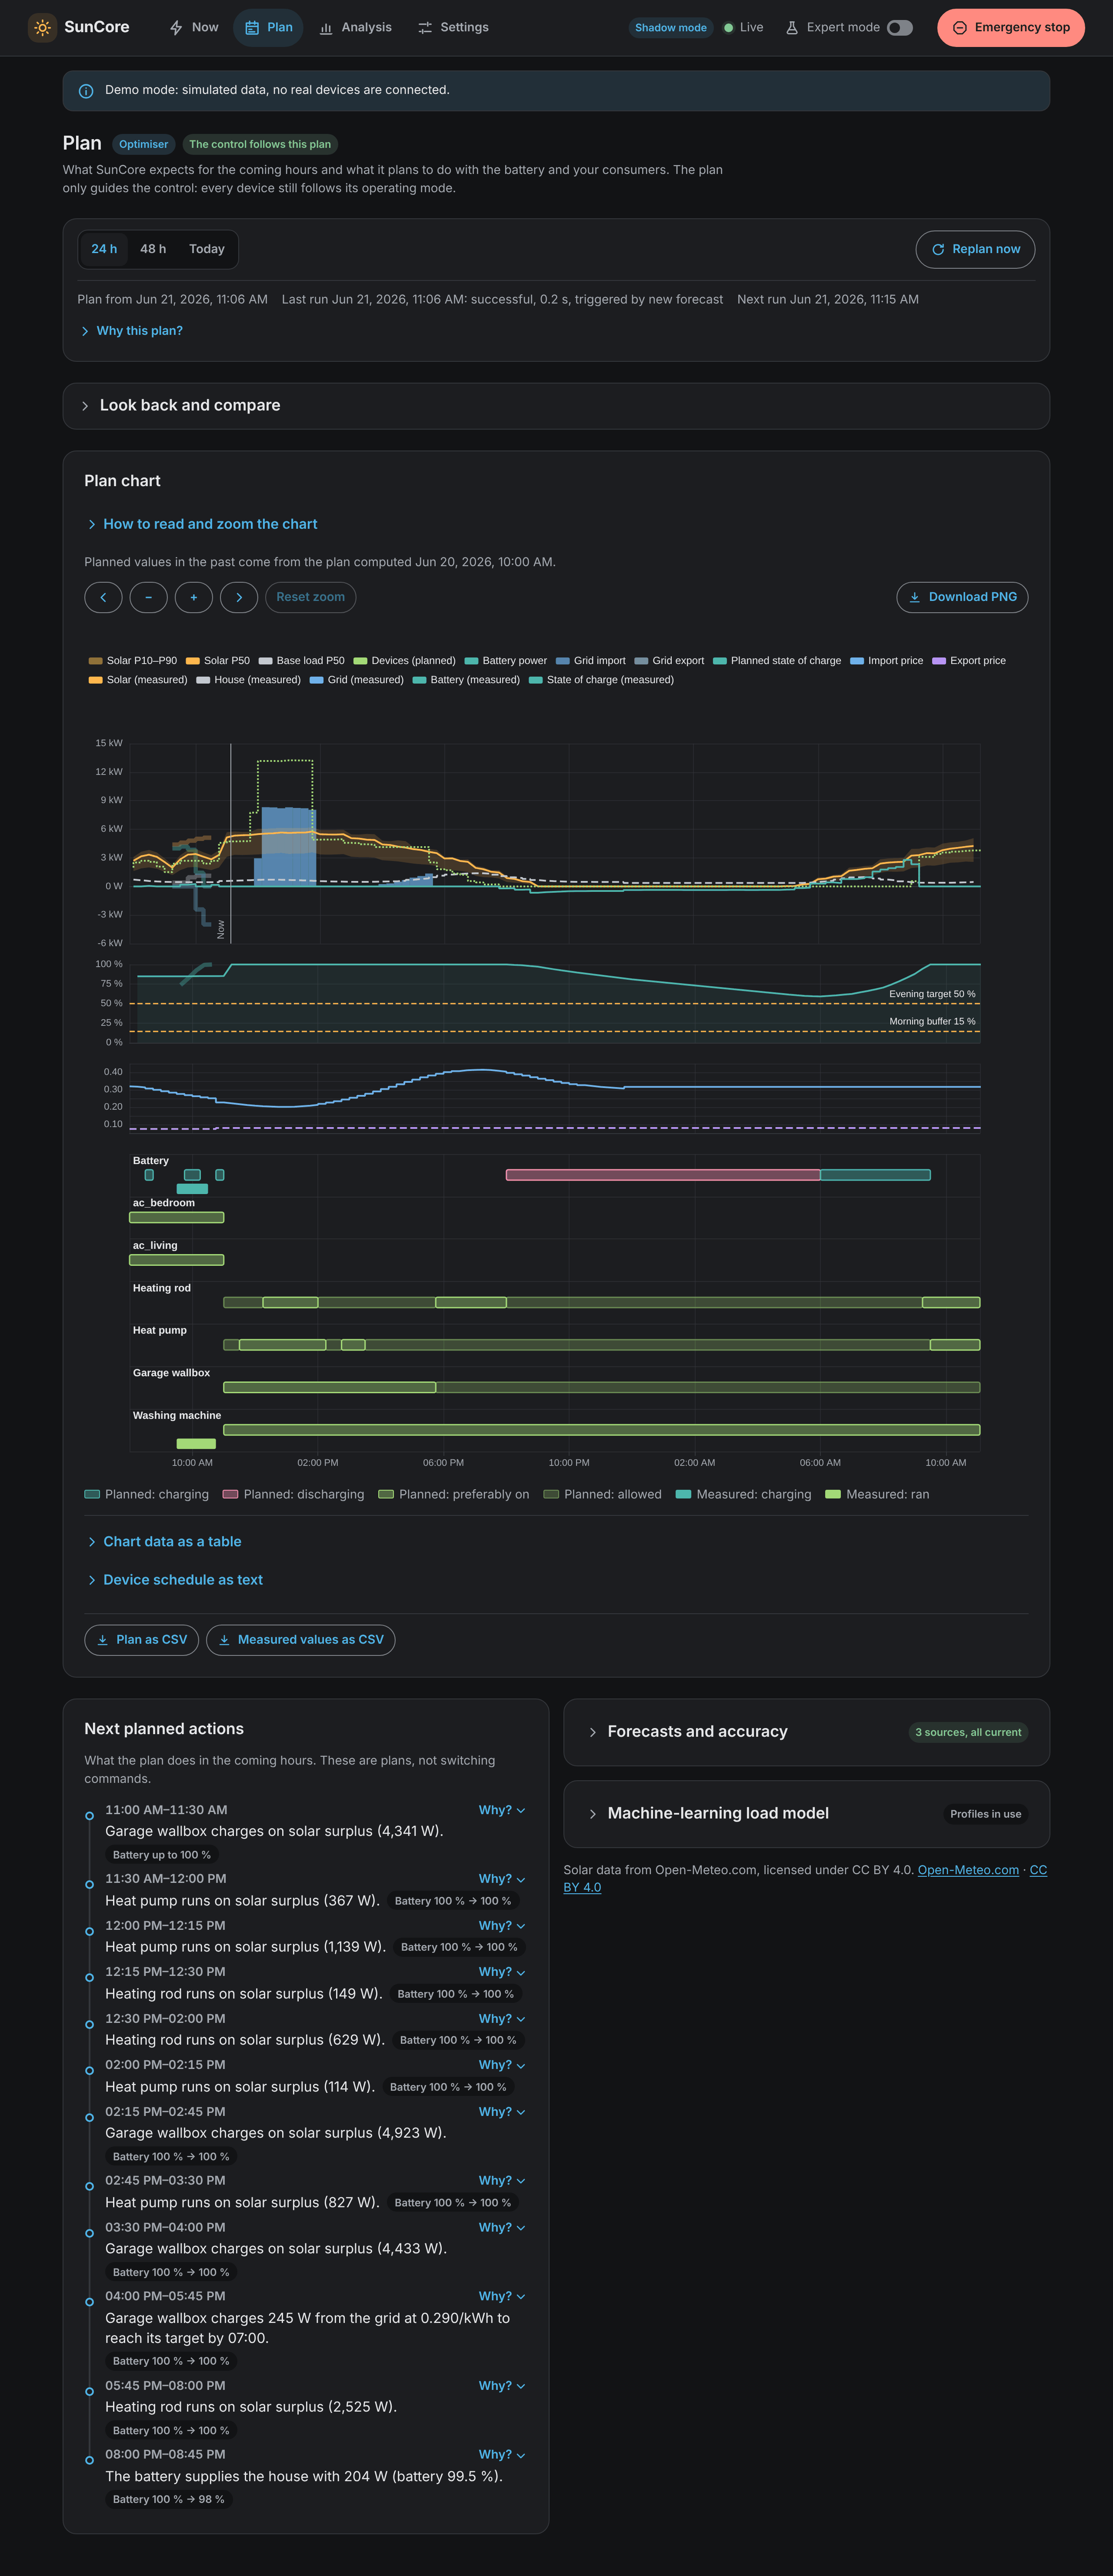 SunCore
Now
Plan
Analysis
Settings
Shadow mode
Live
Expert mode
Emergency stop
Demo mode: simulated data, no real devices are connected.
Plan
Optimiser
The control follows this plan
What SunCore expects for the coming hours and what it plans to do with the battery and your consumers. The plan
only guides the control: every device still follows its operating mode.
24 h
48 h
Today
Replan now
Plan from Jun 21, 2026, 11:06 AM
Last run Jun 21, 2026, 11:06 AM: successful, 0.2 s, triggered by new forecast
Next run Jun 21, 2026, 11:15 AM
Why this plan?
Look back and compare
Plan chart
How to read and zoom the chart
Planned values in the past come from the plan computed Jun 20, 2026, 10:00 AM.
−
+
Reset zoom
Download PNG
Solar P10–P90
Solar P50
Base load P50
Devices (planned)
Battery power
Grid import
Grid export
Planned state of charge
Import price
Export price
Solar (measured)
House (measured)
Grid (measured)
Battery (measured)
State of charge (measured)
15 kW
12 kW
9 kW
6 kW
3 kW
0 W
-3 kW
-6 kW
Now
100 %
75 %
50 %
25 %
0 %
Evening target 50 %
Morning buffer 15 %
0.40
0.30
0.20
0.10
Battery
ac_bedroom
ac_living
Heating rod
Heat pump
Garage wallbox
Washing machine
10:00 AM
02:00 PM
06:00 PM
10:00 PM
02:00 AM
06:00 AM
10:00 AM
Planned: charging
Planned: discharging
Planned: preferably on
Planned: allowed
Measured: charging
Measured: ran
Chart data as a table
Device schedule as text
Plan as CSV
Measured values as CSV
Next planned actions
What the plan does in the coming hours. These are plans, not switching
commands.
11:00 AM–11:30 AM
Why?
Garage wallbox charges on solar surplus (4,341 W).
Battery up to 100 %
11:30 AM–12:00 PM
Why?
Heat pump runs on solar surplus (367 W).
Battery 100 % → 100 %
12:00 PM–12:15 PM
Why?
Heat pump runs on solar surplus (1,139 W).
Battery 100 % → 100 %
12:15 PM–12:30 PM
Why?
Heating rod runs on solar surplus (149 W).
Battery 100 % → 100 %
12:30 PM–02:00 PM
Why?
Heating rod runs on solar surplus (629 W).
Battery 100 % → 100 %
02:00 PM–02:15 PM
Why?
Heat pump runs on solar surplus (114 W).
Battery 100 % → 100 %
02:15 PM–02:45 PM
Why?
Garage wallbox charges on solar surplus (4,923 W).
Battery 100 % → 100 %
02:45 PM–03:30 PM
Why?
Heat pump runs on solar surplus (827 W).
Battery 100 % → 100 %
03:30 PM–04:00 PM
Why?
Garage wallbox charges on solar surplus (4,433 W).
Battery 100 % → 100 %
04:00 PM–05:45 PM
Why?
Garage wallbox charges 245 W from the grid at 0.290/kWh to
reach its target by 07:00.
Battery 100 % → 100 %
05:45 PM–08:00 PM
Why?
Heating rod runs on solar surplus (2,525 W).
Battery 100 % → 100 %
08:00 PM–08:45 PM
Why?
The battery supplies the house with 204 W (battery 99.5 %).
Battery 100 % → 98 %
Forecasts and accuracy
3 sources, all current
Machine-learning load model
Profiles in use
Solar data from Open-Meteo.com, licensed under CC BY 4.0. Open-Meteo.com · CC
BY 4.0